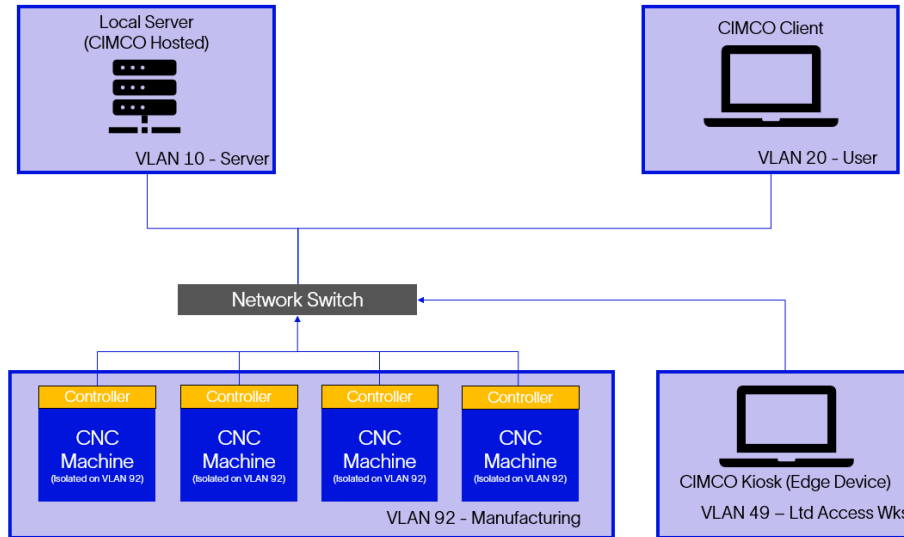 Local Server
(CIMCO Hosted)
VLAN 10 - Server
CIMCO Client
VLAN 20 - User
Network Switch
Controller
CNC
Machine
(Isolated on VLAN 92)
Controller
CNC
Machine
(Isolated on VLAN 92)
Controller
CNC
Machine
(Isolated on VLAN 92)
Controller
CNC
Machine
(Isolated on VLAN 92)
VLAN 92 - Manufacturing
CIMCO Kiosk (Edge Device)
VLAN 49 – Ltd Access Wks